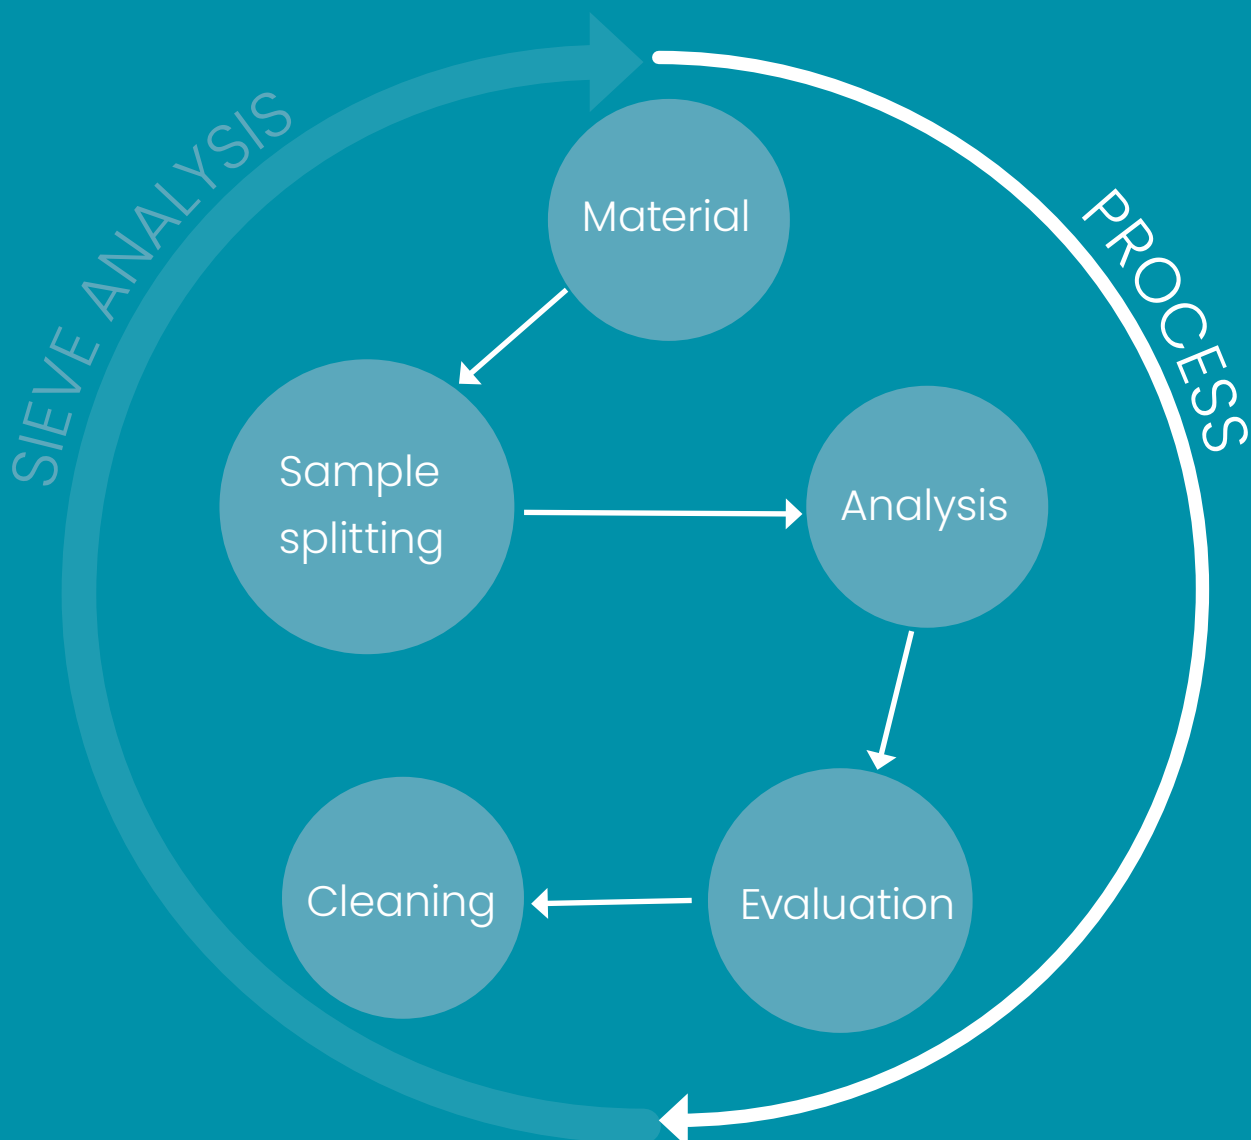 SIEVE ANALYSIS
PROCESS
Material
Sample
splitting
Analysis
Evaluation
Cleaning